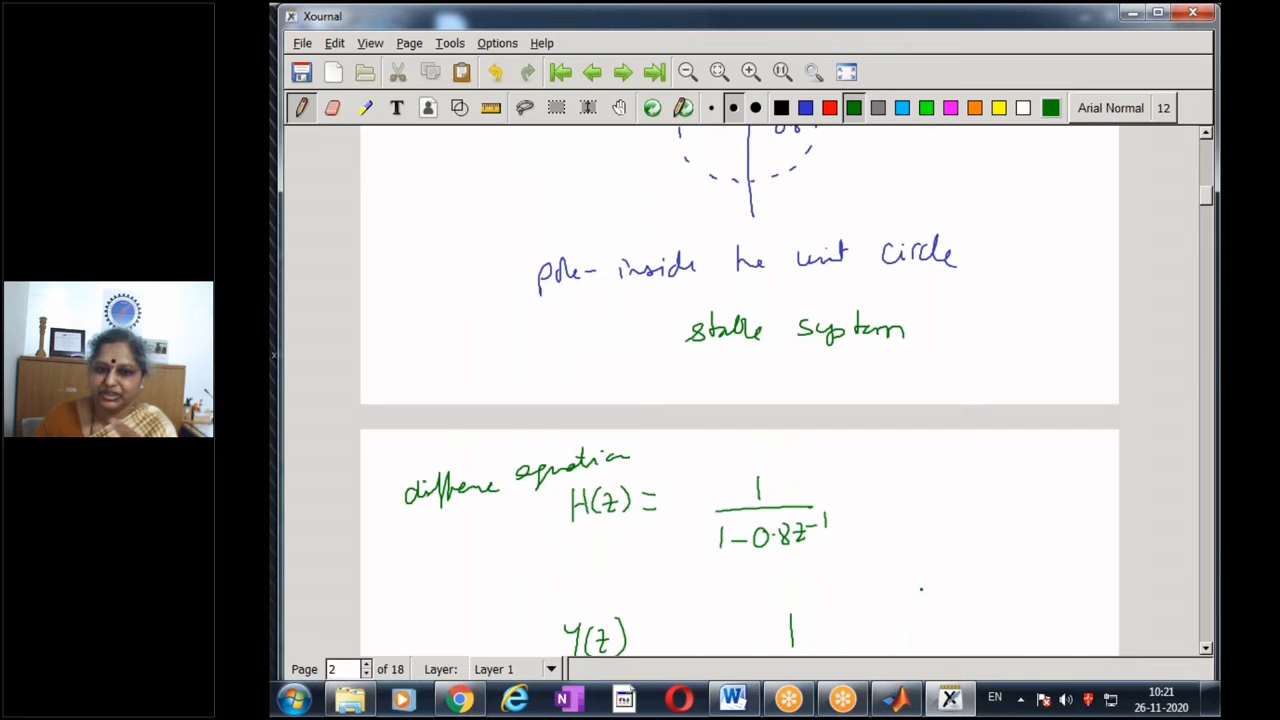 Xournal
File Edit View Page Tools Options Help
Arial Normal 12
0.8
pole- inside the unit circle
stable system
difference equation
H(z) = 1 / 1-0.8z⁻¹
Y(z) 1
Page 2 of 18 Layer: Layer 1
EN 10:21
26-11-2020